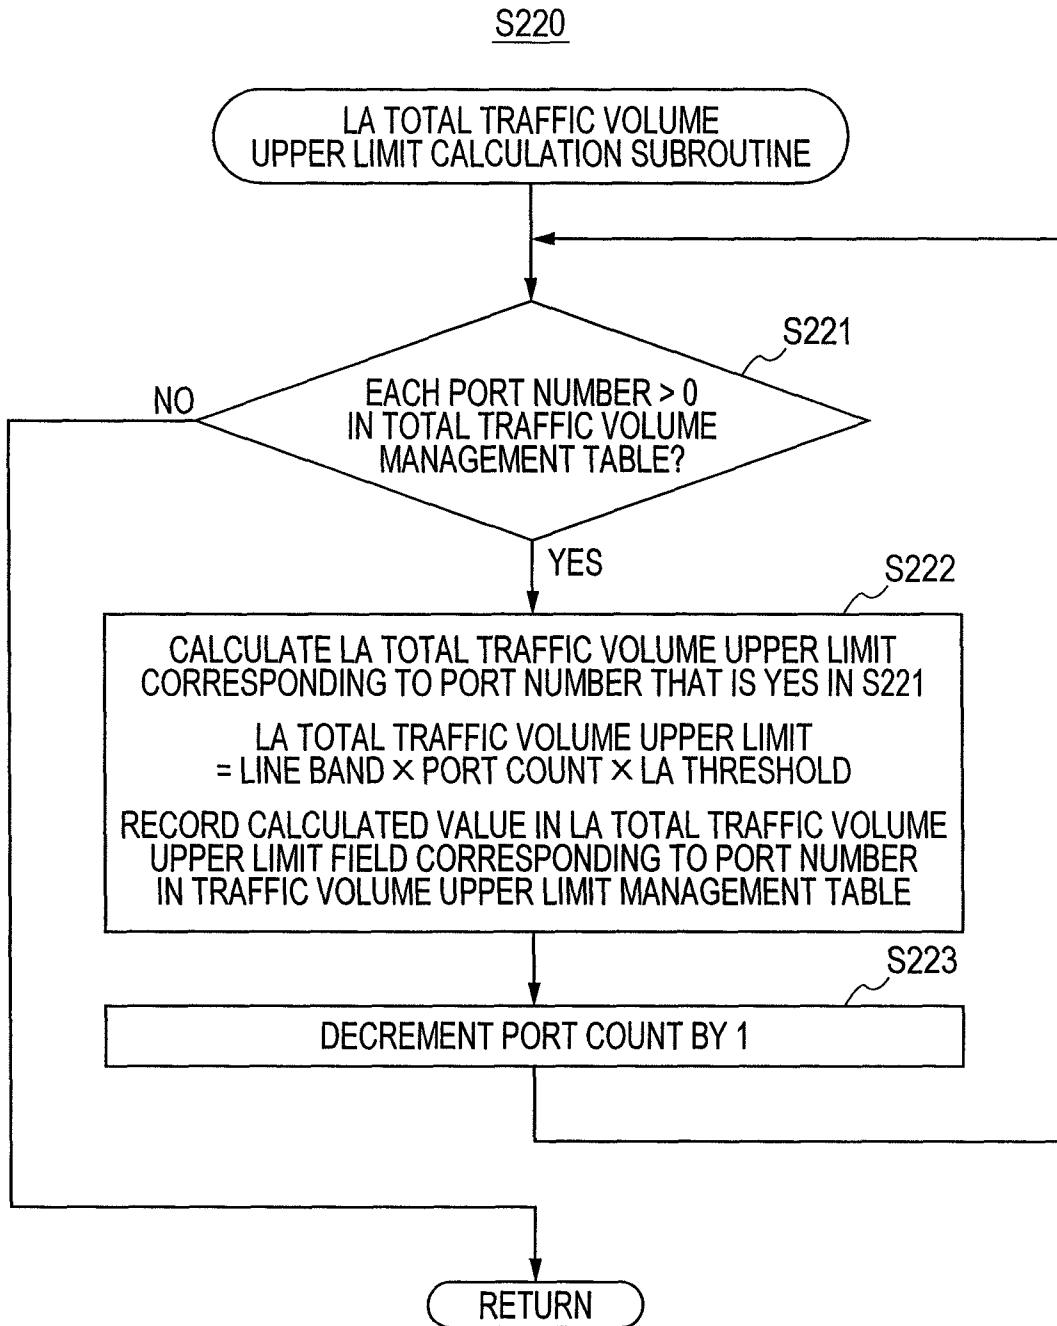 S220
LA TOTAL TRAFFIC VOLUME
UPPER LIMIT CALCULATION SUBROUTINE
S221
EACH PORT NUMBER > 0
IN TOTAL TRAFFIC VOLUME
MANAGEMENT TABLE?
NO
YES
S222
CALCULATE LA TOTAL TRAFFIC VOLUME UPPER LIMIT
CORRESPONDING TO PORT NUMBER THAT IS YES IN S221
LA TOTAL TRAFFIC VOLUME UPPER LIMIT
= LINE BAND × PORT COUNT × LA THRESHOLD
RECORD CALCULATED VALUE IN LA TOTAL TRAFFIC VOLUME
UPPER LIMIT FIELD CORRESPONDING TO PORT NUMBER
IN TRAFFIC VOLUME UPPER LIMIT MANAGEMENT TABLE
S223
DECREMENT PORT COUNT BY 1
RETURN